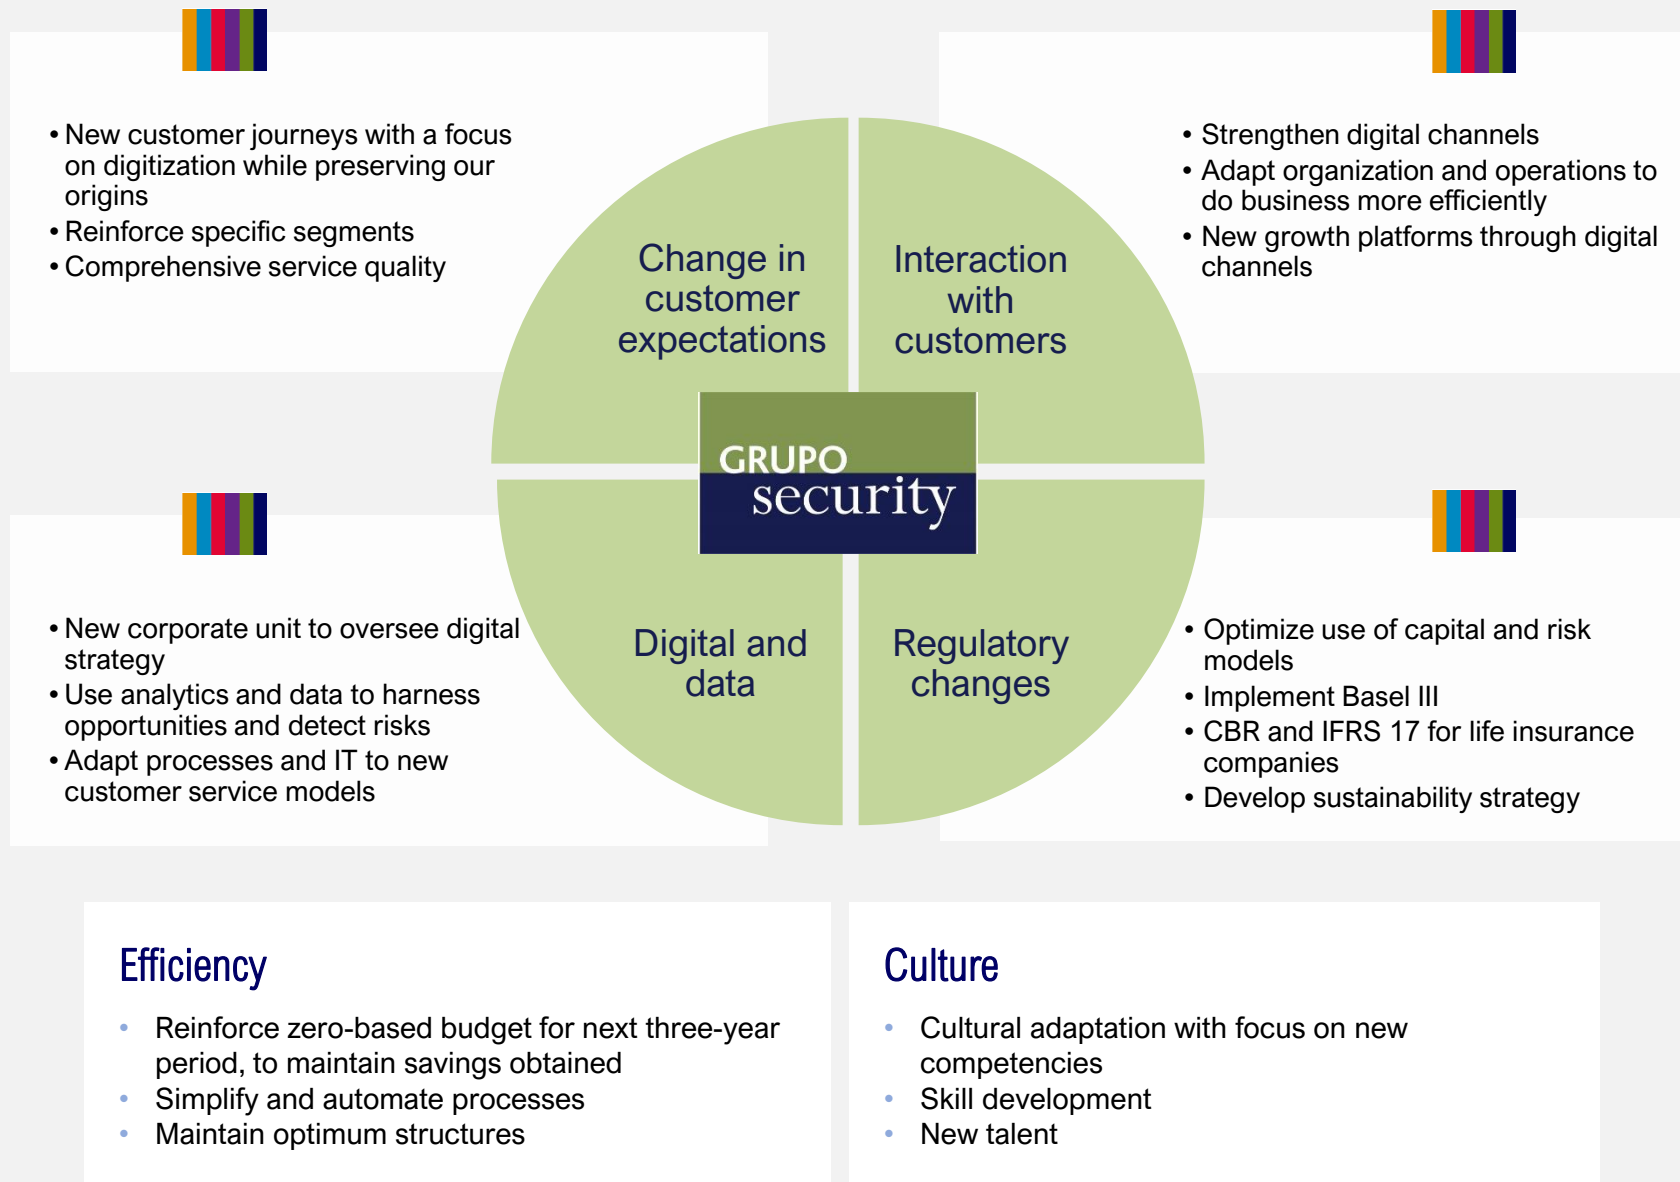 • New customer journeys with a focus
on digitization while preserving our
origins
• Reinforce specific segments
• Comprehensive service quality
Change in
customer
expectations
Interaction
with
customers
• Strengthen digital channels
• Adapt organization and operations to
do business more efficiently
• New growth platforms through digital
channels
GRUPO
security
• New corporate unit to oversee digital
strategy
• Use analytics and data to harness
opportunities and detect risks
• Adapt processes and IT to new
customer service models
Digital and
data
Regulatory
changes
• Optimize use of capital and risk
models
• Implement Basel III
• CBR and IFRS 17 for life insurance
companies
• Develop sustainability strategy
Efficiency
• Reinforce zero-based budget for next three-year
period, to maintain savings obtained
• Simplify and automate processes
• Maintain optimum structures
Culture
• Cultural adaptation with focus on new
competencies
• Skill development
• New talent